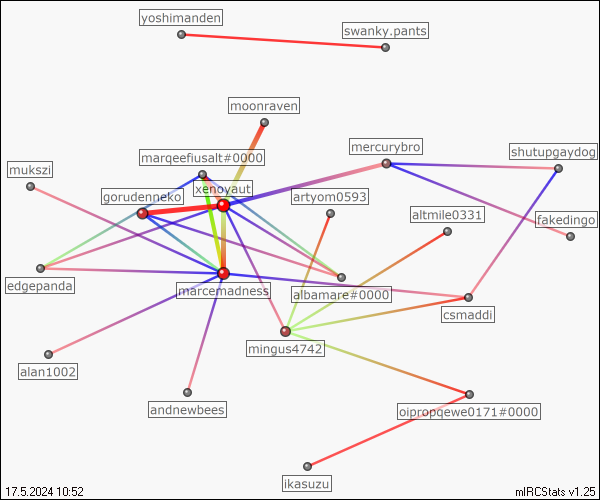 yoshimanden
swanky.pants
moonraven
mercurybro
marqeefiusalt#0000
shutupgaydog
mukszi
xenoyaut
gorudenneko
artyom0593
altmile0331
fakedingo
edgepanda
marcemadness
albamare#0000
csmaddi
mingus4742
alan1002
andnewbees
oipropqewe0171#0000
ikasuzu
17.5.2024 10:52
mIRCStats v1.25